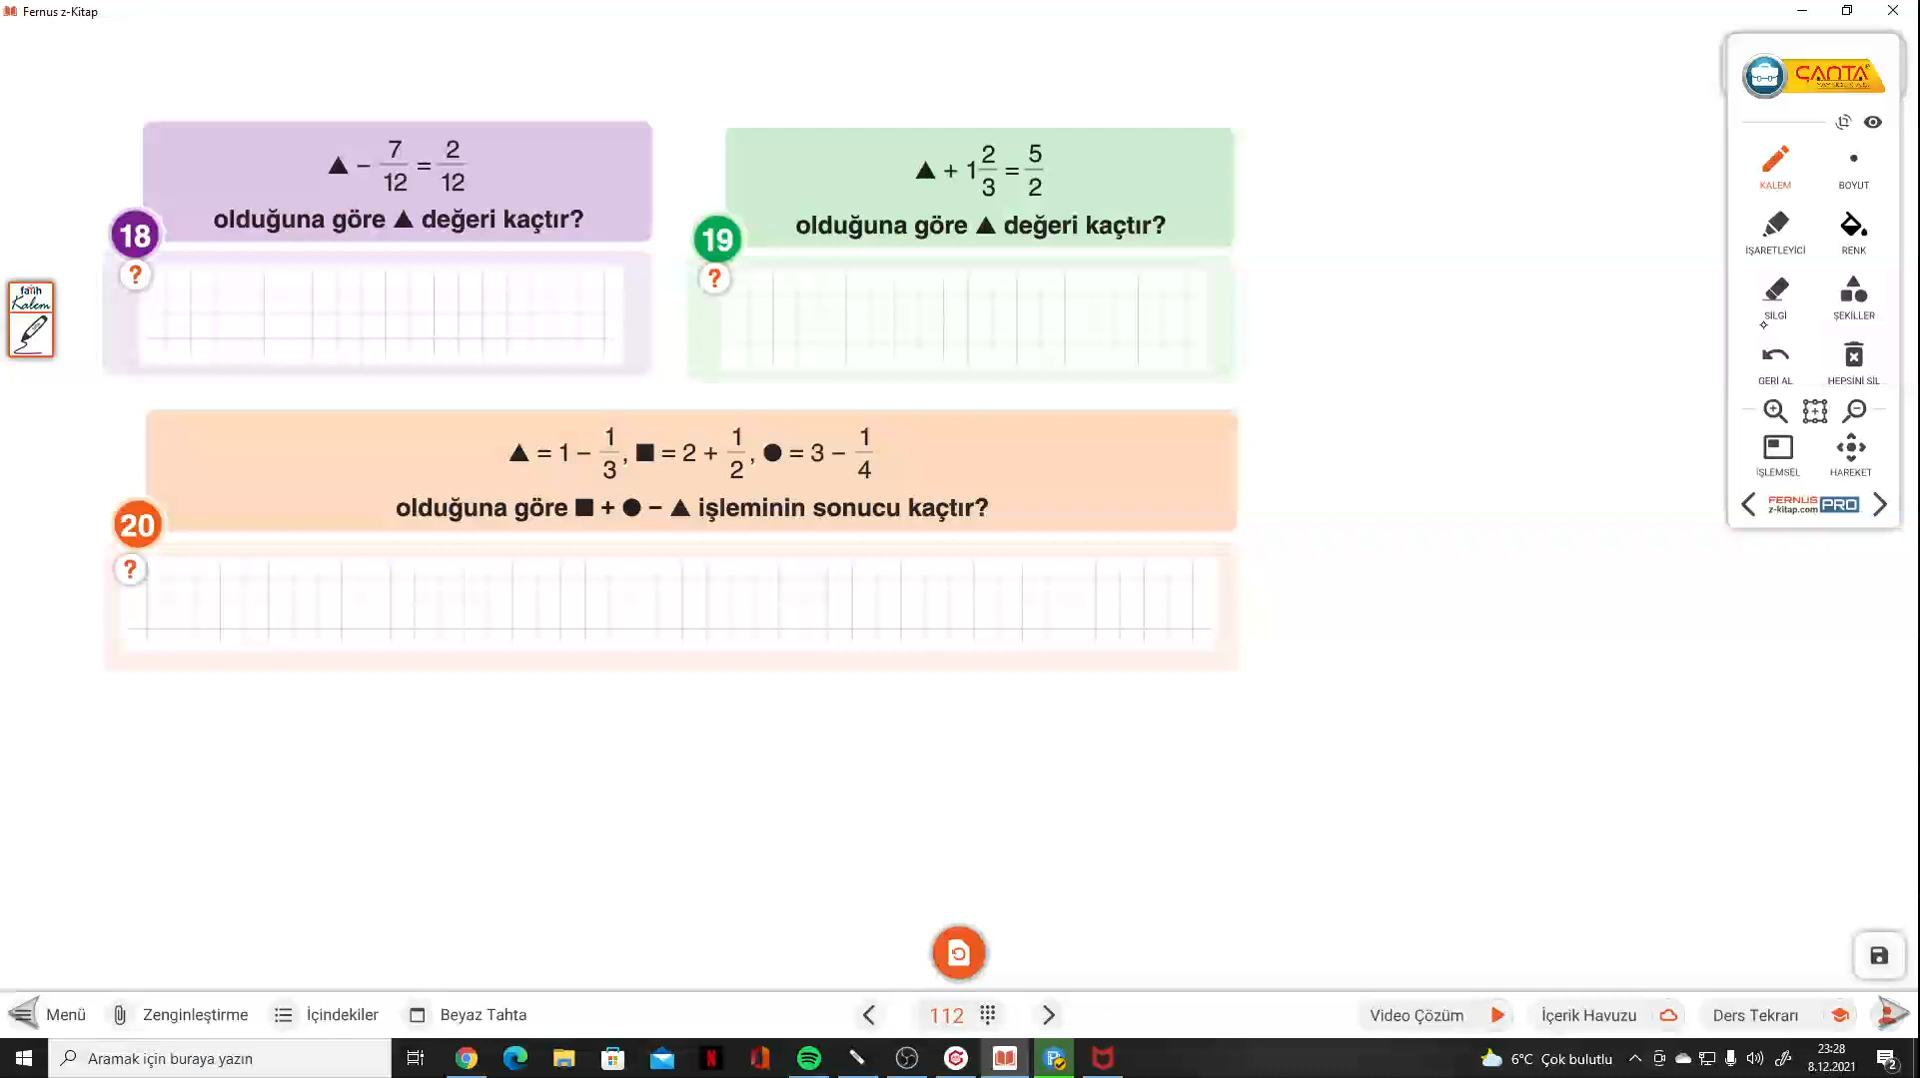 Fernus z-Kitap
▲ − 7/12 = 2/12
olduğuna göre ▲ değeri kaçtır?
18
?
▲ + 1 2/3 = 5/2
olduğuna göre ▲ değeri kaçtır?
19
?
fatih
Kalem
▲ = 1 − 1/3, ■ = 2 + 1/2, ● = 3 − 1/4
olduğuna göre ■ + ● − ▲ işleminin sonucu kaçtır?
20
?
ÇANTA
KALEM
BOYUT
İŞARETLEYİCİ
RENK
SİLGİ
ŞEKİLLER
GERİ AL
HEPSİNİ SİL
İŞLEMSEL
HAREKET
FERNUS
z-kitap.com PRO
Menü
Zenginleştirme
İçindekiler
Beyaz Tahta
112
Video Çözüm
İçerik Havuzu
Ders Tekrarı
Aramak için buraya yazın
6°C Çok bulutlu
23:28
8.12.2021
2